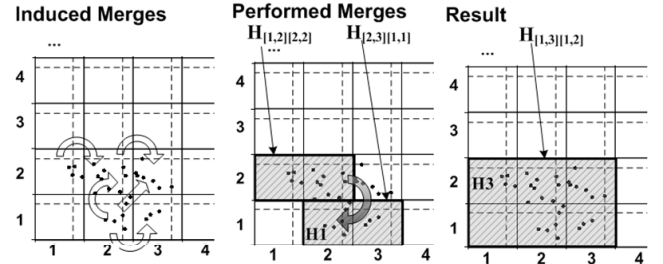 Induced Merges
Performed Merges
Result
H[1,2][2,2]
H[2,3][1,1]
H[1,3][1,2]
...
...
...
4
3
2
1
1 2 3 4
4
3
2
1
H1
1 2 3 4
4
3
2
H3
1
1 2 3 4